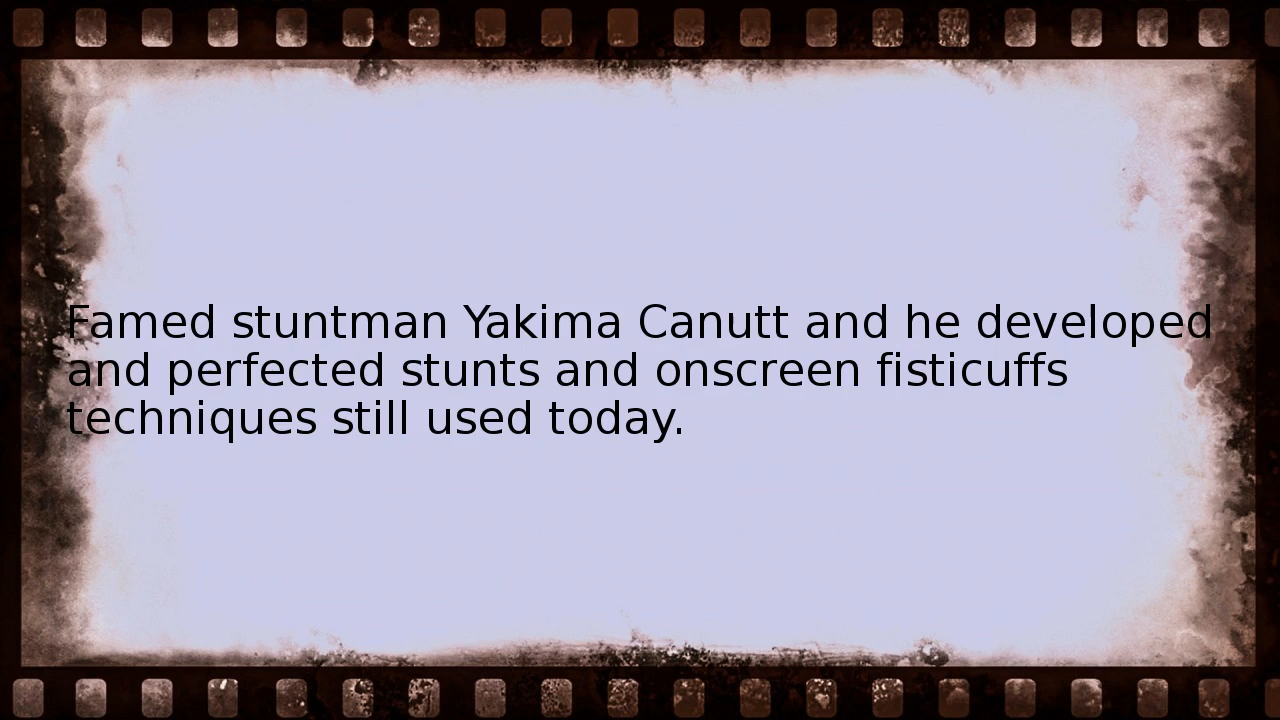 Famed stuntman Yakima Canutt and he developed
and perfected stunts and onscreen fisticuffs
techniques still used today.